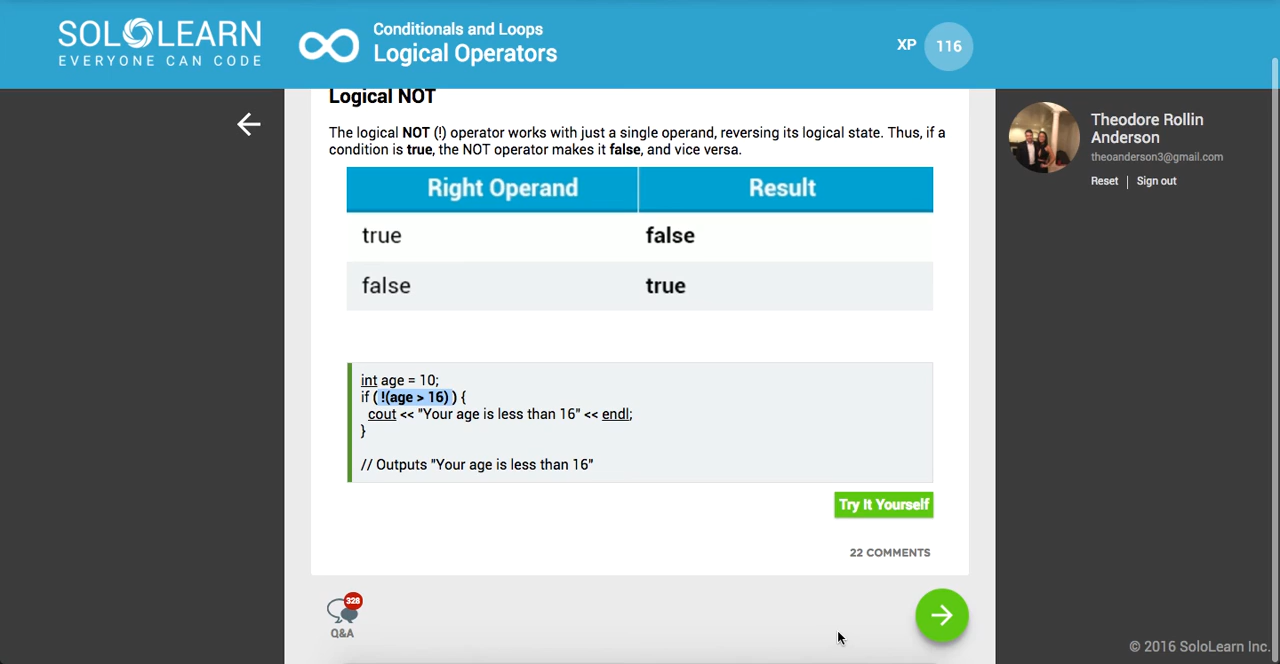 SOLOLEARN
EVERYONE CAN CODE
Conditionals and Loops
Logical Operators
XP 116
Theodore Rollin
Anderson
theoanderson3@gmail.com
Reset | Sign out
Logical NOT
The logical NOT (!) operator works with just a single operand, reversing its logical state. Thus, if a
condition is true, the NOT operator makes it false, and vice versa.
Right Operand Result
true false
false true
int age = 10;
if ( !(age > 16) ) {
cout << "Your age is less than 16" << endl;
}
// Outputs "Your age is less than 16"
Try It Yourself
22 COMMENTS
328
Q&A
© 2016 SoloLearn Inc.